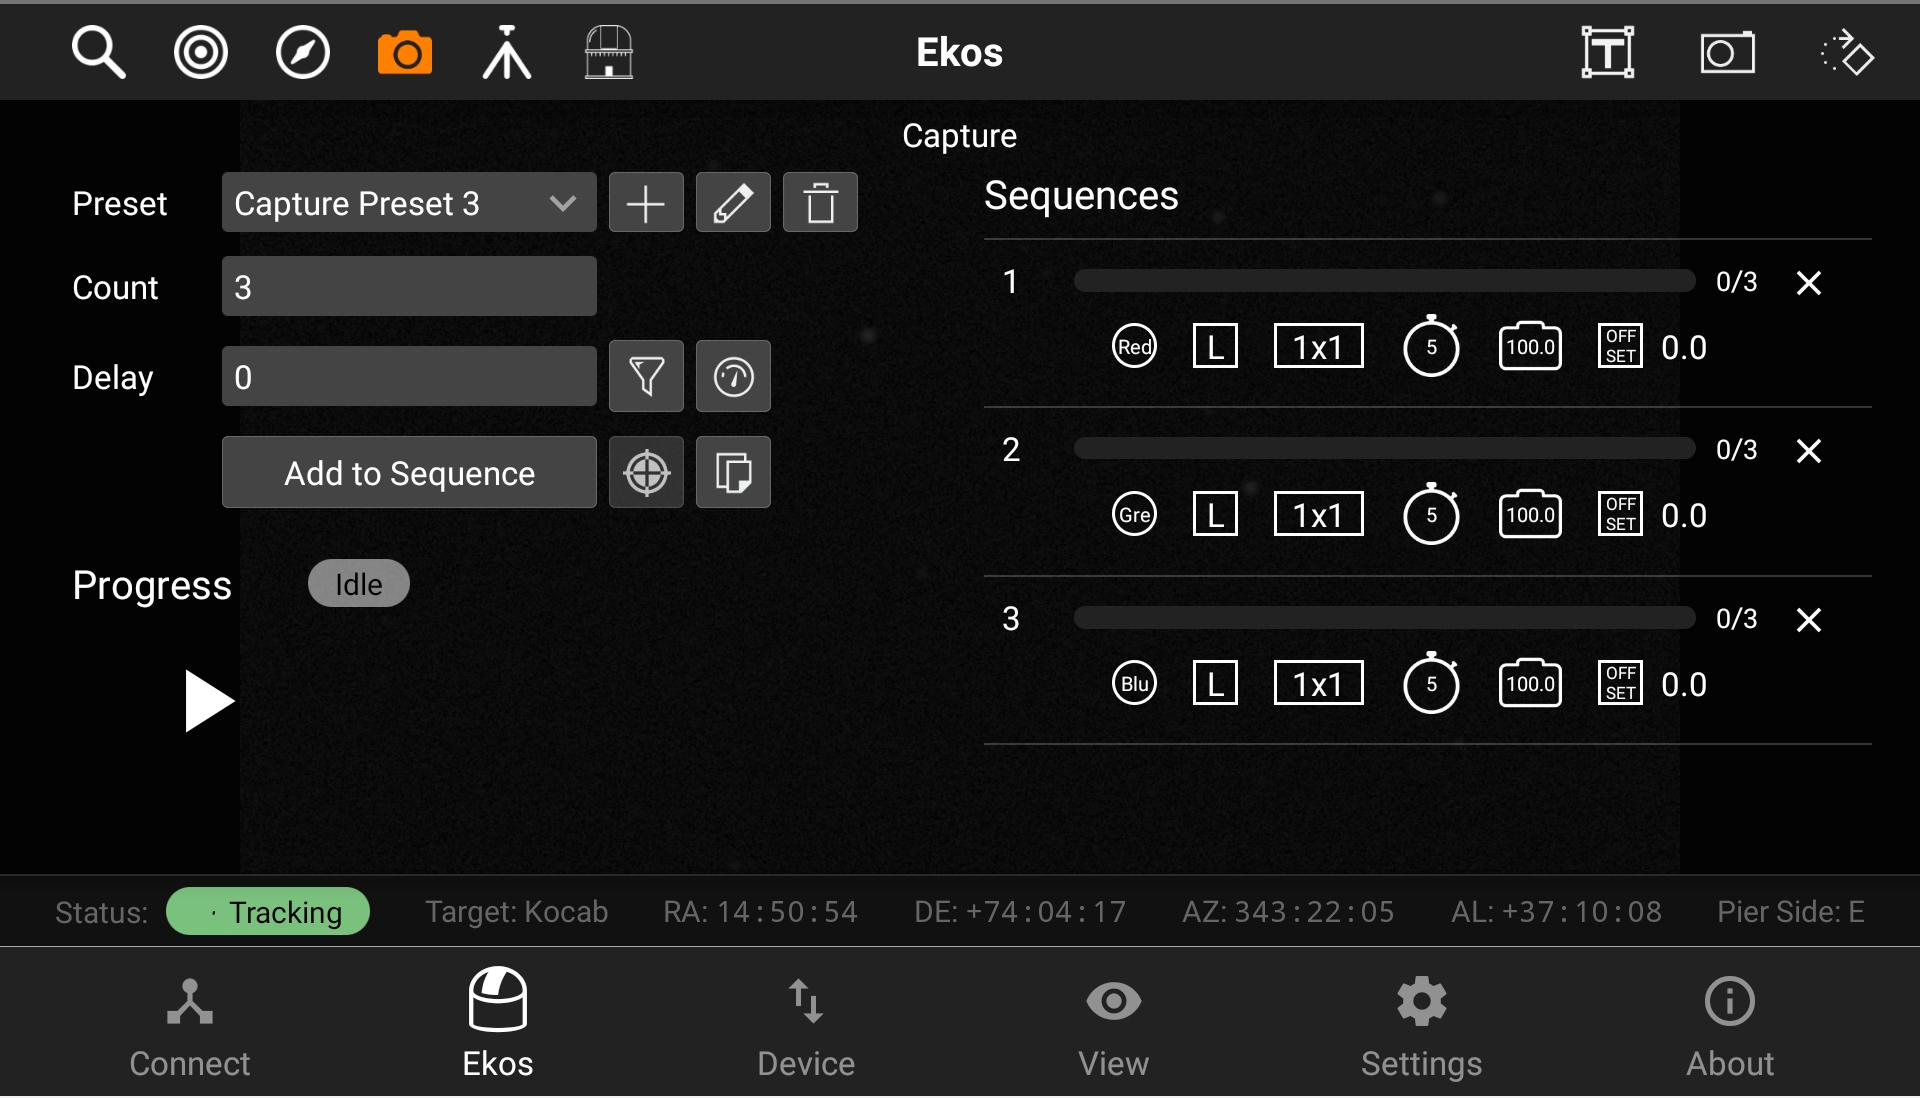 Ekos
Capture
Preset
Capture Preset 3
Count
3
Delay
0
Add to Sequence
Progress
Idle
Sequences
1
0/3
Red
L
1x1
5
100.0
OFF
SET
0.0
2
0/3
Gre
L
1x1
5
100.0
OFF
SET
0.0
3
0/3
Blu
L
1x1
5
100.0
OFF
SET
0.0
Status: Tracking Target: Kocab RA: 14:50:54 DE: +74:04:17 AZ: 343:22:05 AL: +37:10:08 Pier Side: E
Connect
Ekos
Device
View
Settings
About